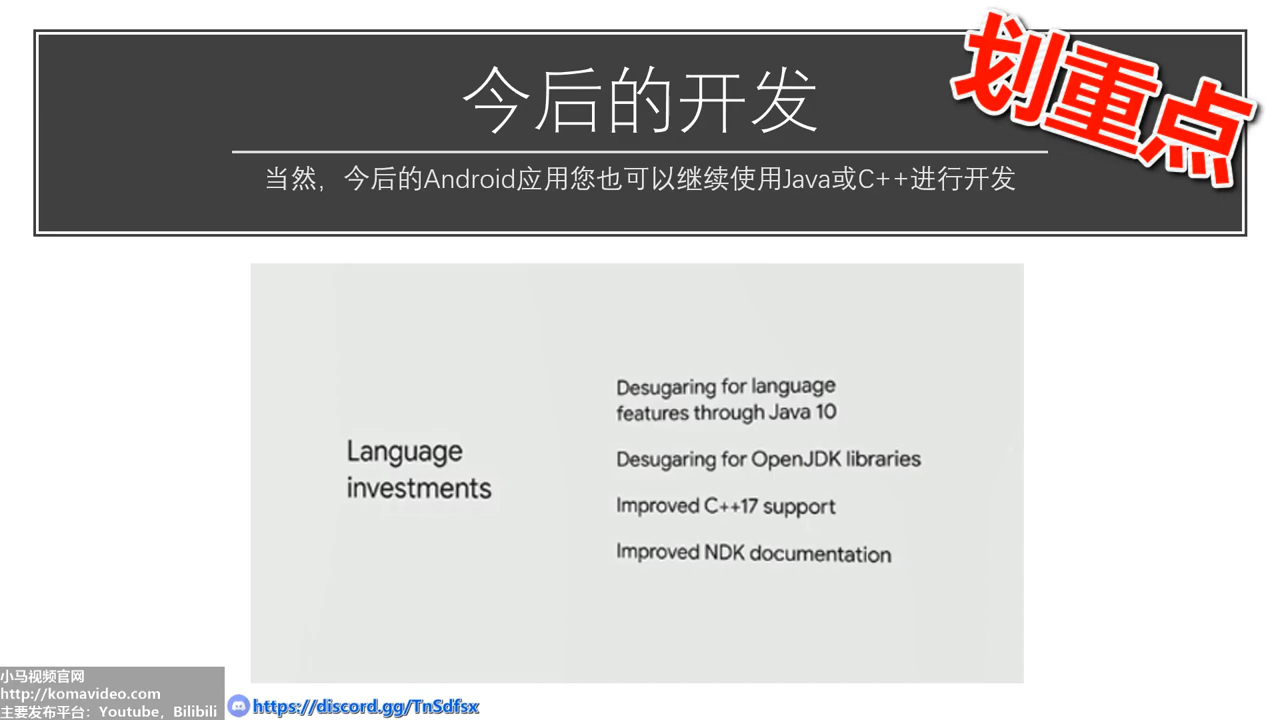 今后的开发
划重点
当然，今后的Android应用您也可以继续使用Java或C++进行开发
Language
investments
Desugaring for language
features through Java 10
Desugaring for OpenJDK libraries
Improved C++17 support
Improved NDK documentation
小马视频官网
http://komavideo.com
主要发布平台：Youtube，Bilibili
https://discord.gg/TnSdfsx